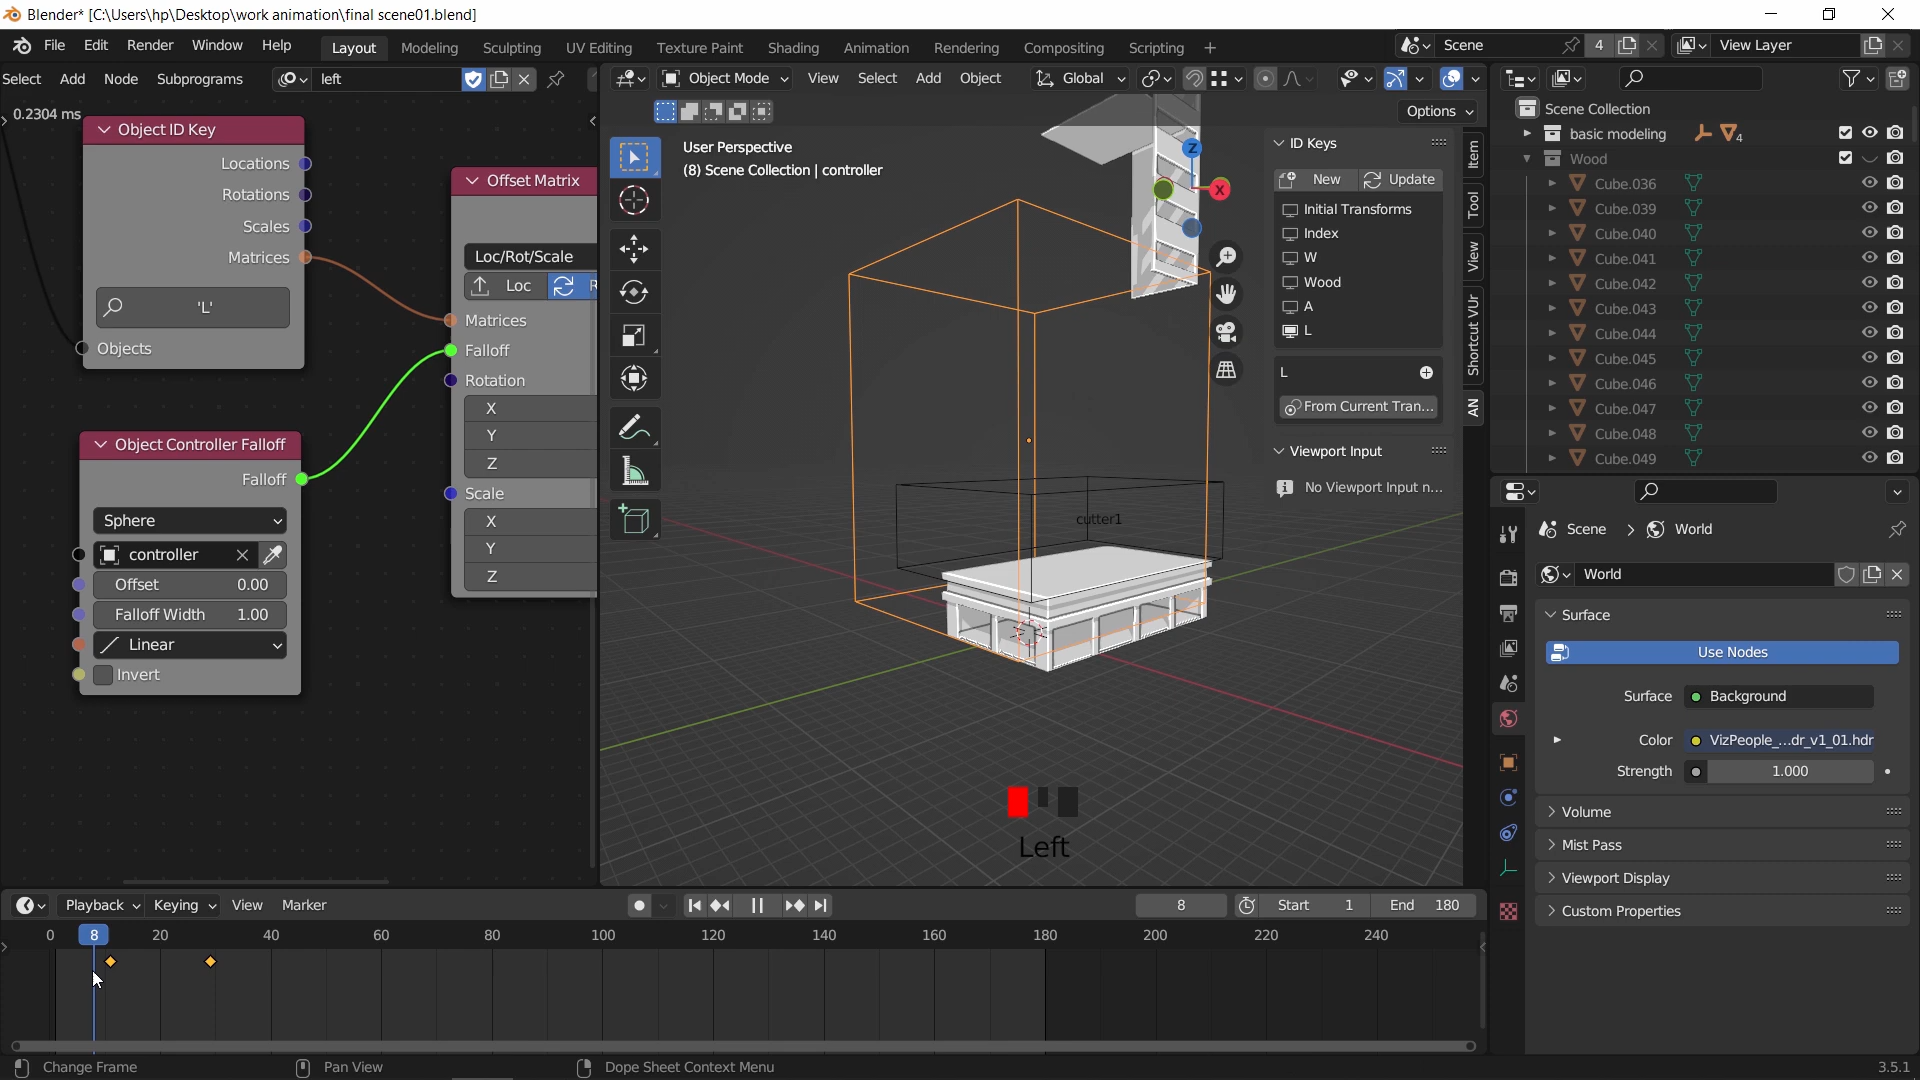 Blender* [C:\Users\hp\Desktop\work animation\final scene01.blend]
File Edit Render Window Help Layout Modeling Sculpting UV Editing Texture Paint Shading Animation Rendering Compositing Scripting + Scene 4 View Layer
Select Add Node Subprograms left Object Mode View Select Add Object Global
0.2304 ms
Options
Object ID Key
Locations
Rotations
Scales
Matrices
'L'
Objects
Offset Matrix
Loc/Rot/Scale
Loc R
Matrices
Falloff
Rotation
X
Y
Z
Scale
X
Y
Z
Object Controller Falloff
Falloff
Sphere
controller
Offset 0.00
Falloff Width 1.00
Linear
Invert
User Perspective
(8) Scene Collection | controller
Z
X
cutter1
Left
ID Keys
New Update
Initial Transforms
Index
W
Wood
A
L
L
From Current Tran...
Viewport Input
No Viewport Input n...
Item
Tool
View
Shortcut VUr
AN
Scene Collection
basic modeling 4
Wood
Cube.036
Cube.039
Cube.040
Cube.041
Cube.042
Cube.043
Cube.044
Cube.045
Cube.046
Cube.047
Cube.048
Cube.049
Scene World
World
Surface
Use Nodes
Surface Background
Color VizPeople_...dr_v1_01.hdr
Strength 1.000
Volume
Mist Pass
Viewport Display
Custom Properties
Playback Keying View Marker 8 Start 1 End 180
0 8 20 40 60 80 100 120 140 160 180 200 220 240
Change Frame Pan View Dope Sheet Context Menu 3.5.1